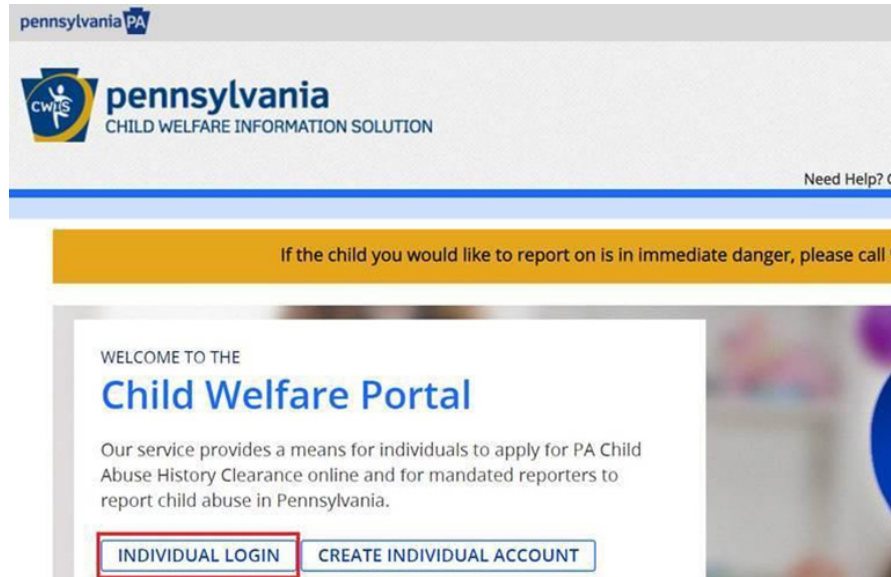 pennsylvania PA
CWIS
pennsylvania
CHILD WELFARE INFORMATION SOLUTION
Need Help?
If the child you would like to report on is in immediate danger, please call
WELCOME TO THE
Child Welfare Portal
Our service provides a means for individuals to apply for PA Child
Abuse History Clearance online and for mandated reporters to
report child abuse in Pennsylvania.
INDIVIDUAL LOGIN CREATE INDIVIDUAL ACCOUNT